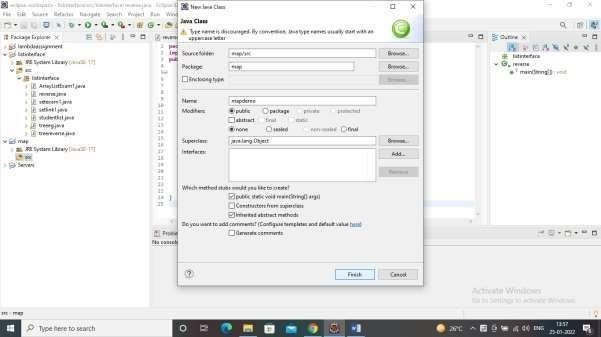 eclipse-workspace - listinterface/src/listinterface/reverse.java - Eclipse
New Java Class
File Edit Source Refactor Navigate Search Project Run
Java Class
Type name is discouraged. By convention, Java type names usually start with an
uppercase letter
Package Explorer
lambdaassignment
listinterface
JRE System Library [JavaSE-17]
src
listinterface
ArrayListExam1.java
reverse.java
setexam1.java
setlink1.java
studentlist.java
treeeg.java
treereverse.java
map
JRE System Library [JavaSE-17]
src
Servers
Source folder: map/src Browse...
Package: map Browse...
Enclosing type: Browse...
Name: mapdemo
Modifiers: public package private protected
abstract final static
none sealed non-sealed final
Superclass: java.lang.Object Browse...
Interfaces: Add...
Remove
Which method stubs would you like to create?
public static void main(String[] args)
Constructors from superclass
Inherited abstract methods
Do you want to add comments? (Configure templates and default value here)
Generate comments
Finish Cancel
Outline
listinterface
reverse
main(String[]) : void
No consol
Activate Windows
Go to Settings to activate Windows.
src - map
Type here to search
26°C
ENG
13:57
25-01-2022